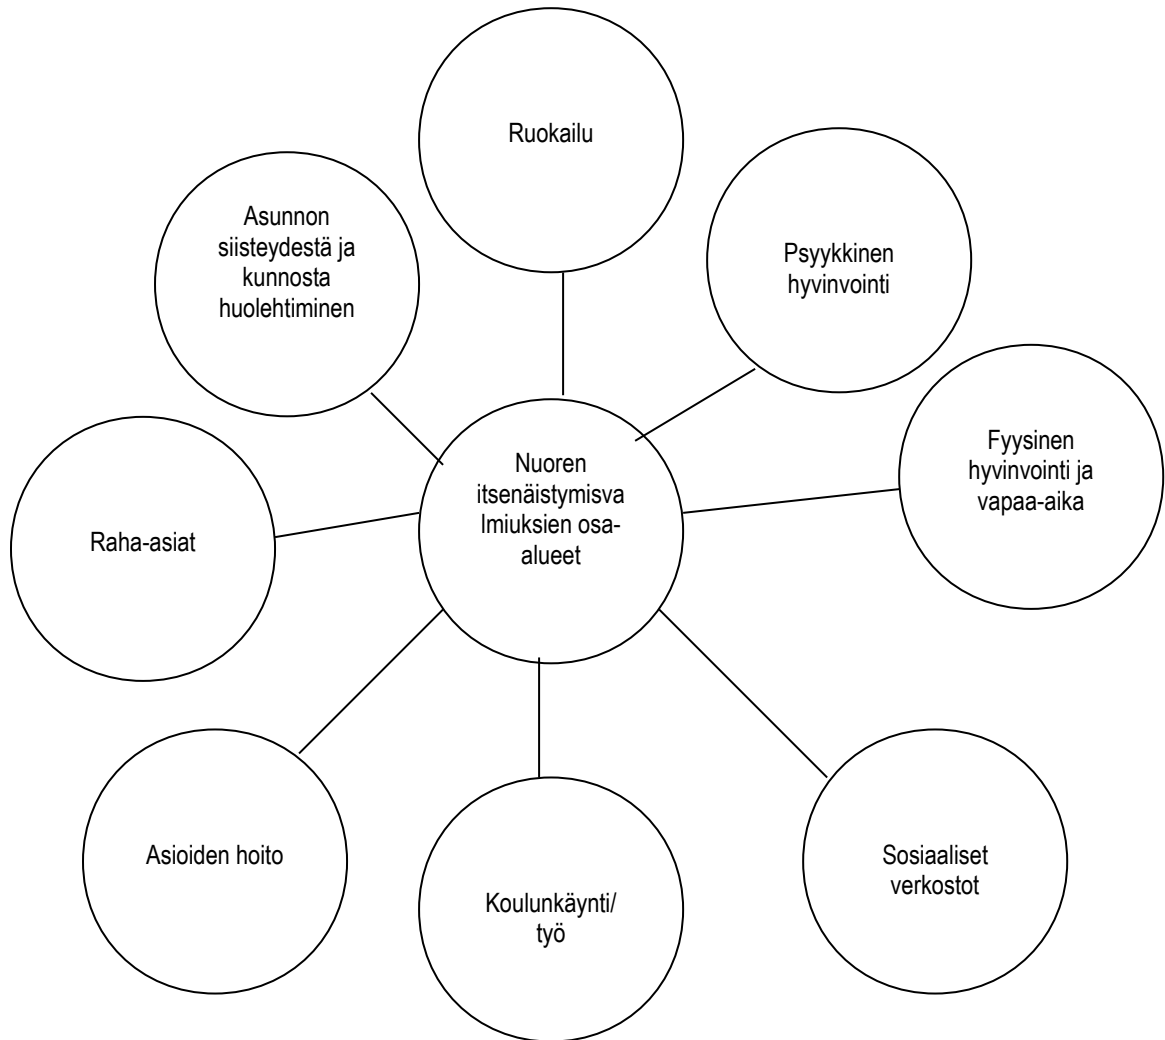 Ruokailu
Asunnon
siisteydestä ja
kunnosta
huolehtiminen
Psyykkinen
hyvinvointi
Fyysinen
hyvinvointi ja
vapaa-aika
Nuoren
itsenäistymisva
lmiuksien osa-
alueet
Raha-asiat
Asioiden hoito
Koulunkäynti/
työ
Sosiaaliset
verkostot